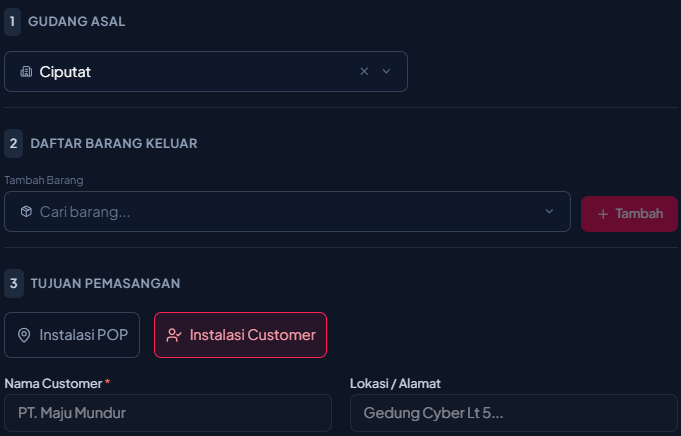 1 GUDANG ASAL
Ciputat
2 DAFTAR BARANG KELUAR
Tambah Barang
Cari barang...
+ Tambah
3 TUJUAN PEMASANGAN
Instalasi POP
Instalasi Customer
Nama Customer *
Lokasi / Alamat
PT. Maju Mundur
Gedung Cyber Lt 5...